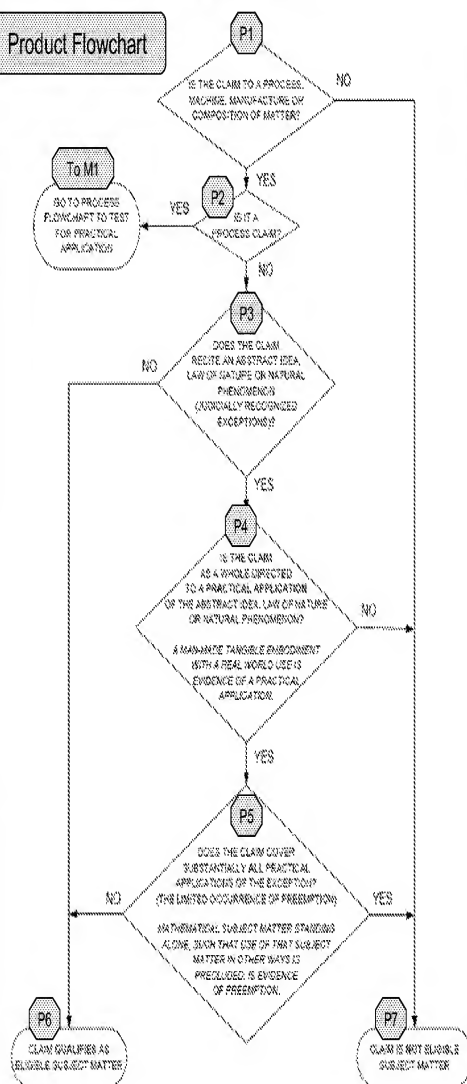 Product Flowchart
P1
IS THE CLAIM TO A PROCESS,
MACHINE, MANUFACTURE OR
COMPOSITION OF MATTER?
NO
YES
To M1
GO TO PROCESS
FLOWCHART TO TEST
FOR PRACTICAL
APPLICATION
YES
P2
IS IT A
PROCESS CLAIM?
NO
P3
DOES THE CLAIM
RECITE AN ABSTRACT IDEA,
LAW OF NATURE OR NATURAL
PHENOMENON
(JUDICIALLY RECOGNIZED
EXCEPTIONS)?
NO
YES
P4
IS THE CLAIM
AS A WHOLE DIRECTED
TO A PRACTICAL APPLICATION
OF THE ABSTRACT IDEA, LAW OF NATURE
OR NATURAL PHENOMENON?
A MAN-MADE TANGIBLE EMBODIMENT
WITH A REAL WORLD USE IS
EVIDENCE OF A PRACTICAL
APPLICATION.
NO
YES
P5
DOES THE CLAIM COVER
SUBSTANTIALLY ALL PRACTICAL
APPLICATIONS OF THE EXCEPTION?
(THE LIMITED OCCURRENCE OF PREEMPTION)
MATHEMATICAL SUBJECT MATTER STANDING
ALONE, SUCH THAT USE OF THAT SUBJECT
MATTER IN OTHER WAYS IS
PRECLUDED, IS EVIDENCE
OF PREEMPTION.
NO
YES
P6
CLAIM QUALIFIES AS
ELIGIBLE SUBJECT MATTER
P7
CLAIM IS NOT ELIGIBLE
SUBJECT MATTER